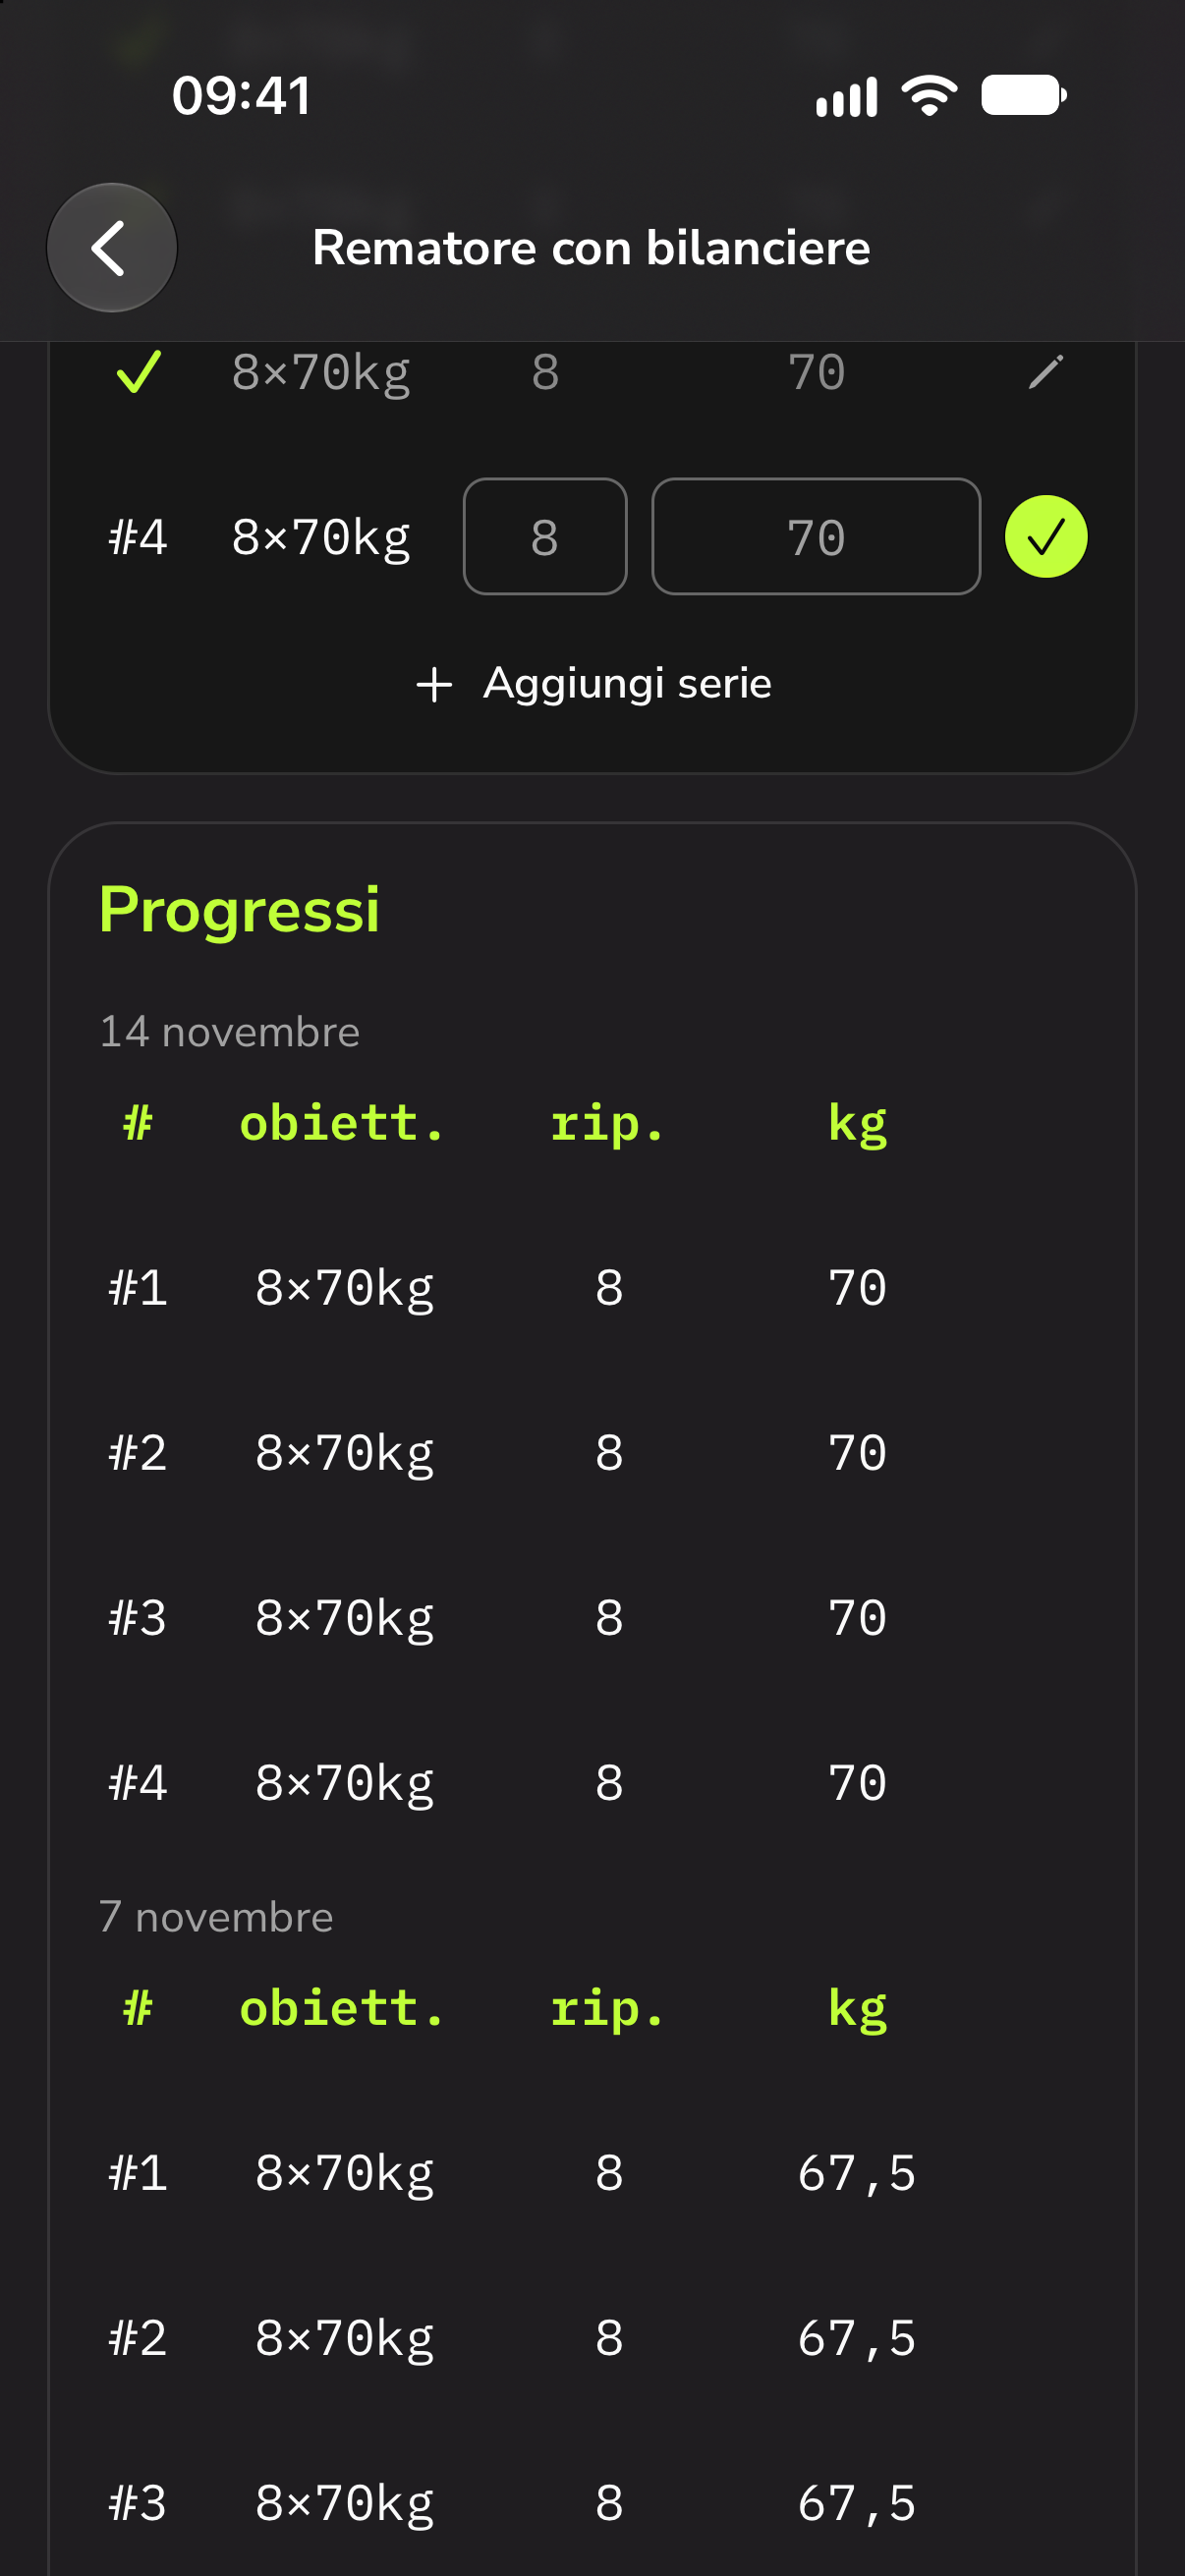 09:41
Rematore con bilanciere
8×70kg 8 70
#4 8×70kg 8 70
+ Aggiungi serie
Progressi
14 novembre
# obiett. rip. kg
#1 8×70kg 8 70
#2 8×70kg 8 70
#3 8×70kg 8 70
#4 8×70kg 8 70
7 novembre
# obiett. rip. kg
#1 8×70kg 8 67,5
#2 8×70kg 8 67,5
#3 8×70kg 8 67,5